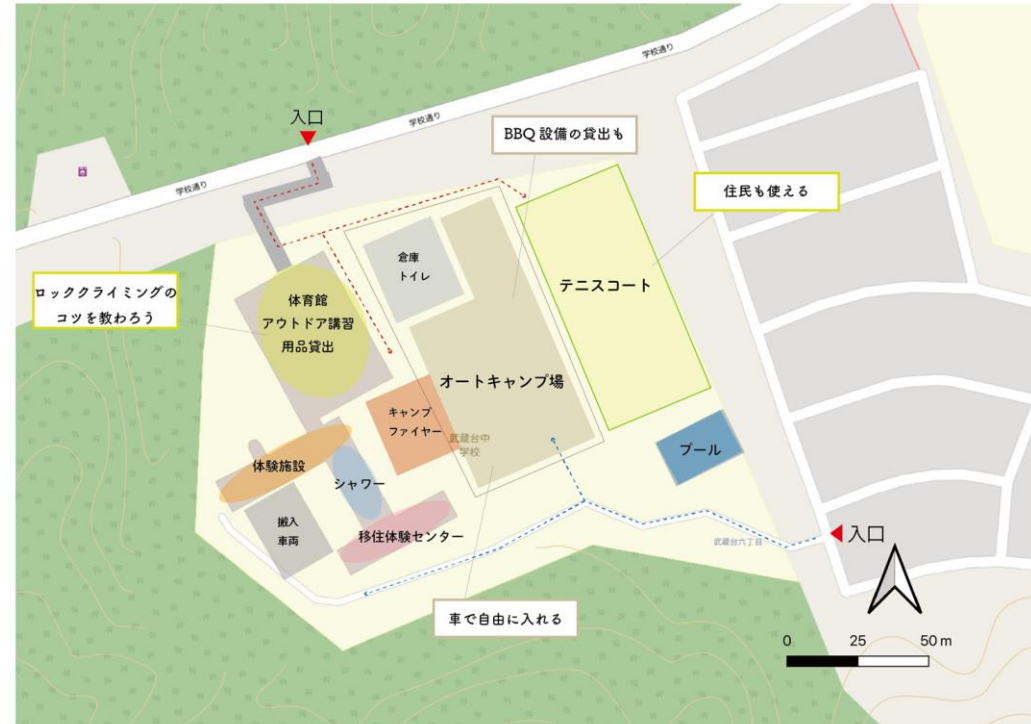 学校通り
入口
学校通り
BBQ 設備の貸出も
学校通り
住民も使える
倉庫
トイレ
テニスコート
ロッククライミングの
コツを教わろう
体育館
アウトドア講習
用品貸出
オートキャンプ場
キャンプ
ファイヤー
武蔵台中
学校
プール
体験施設
シャワー
搬入
車両
移住体験センター
武蔵台六丁目
入口
車で自由に入れる
0 25 50 m